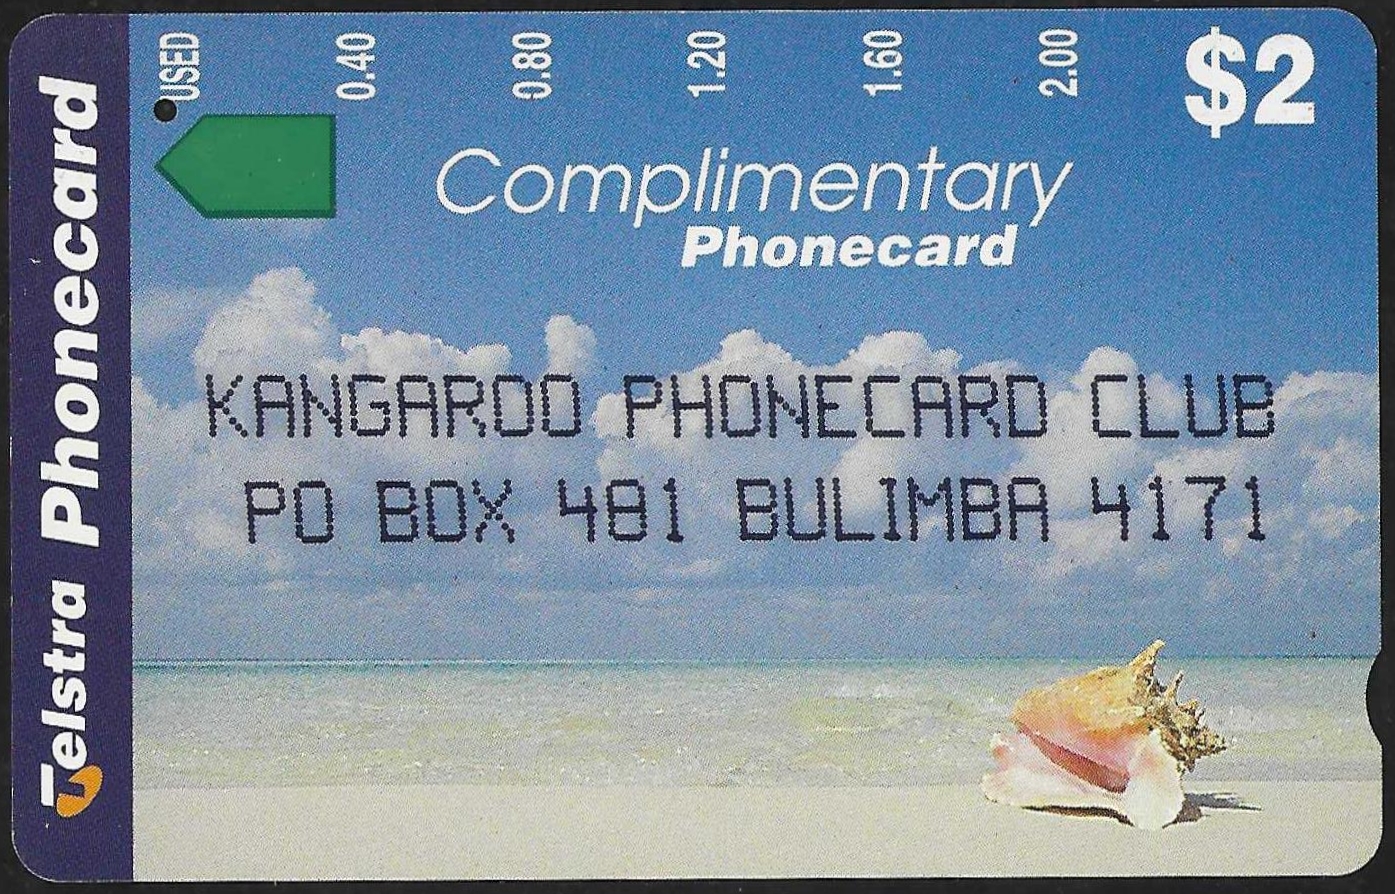 Telstra Phonecard
USED
0.40
0.80
1.20
1.60
2.00
$2
Complimentary
Phonecard
KANGAROO PHONECARD CLUB
PO BOX 481 BULIMBA 4171